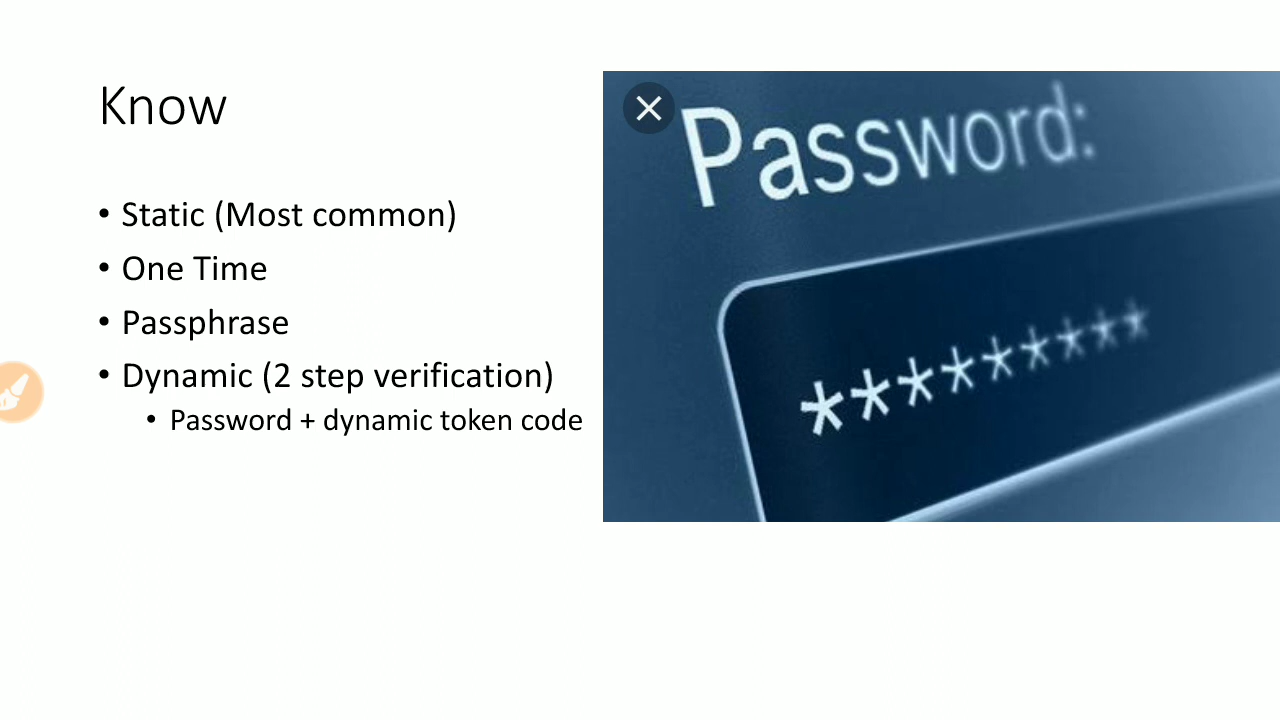 Know
• Static (Most common)
• One Time
• Passphrase
• Dynamic (2 step verification)
• Password + dynamic token code
Password:
*********